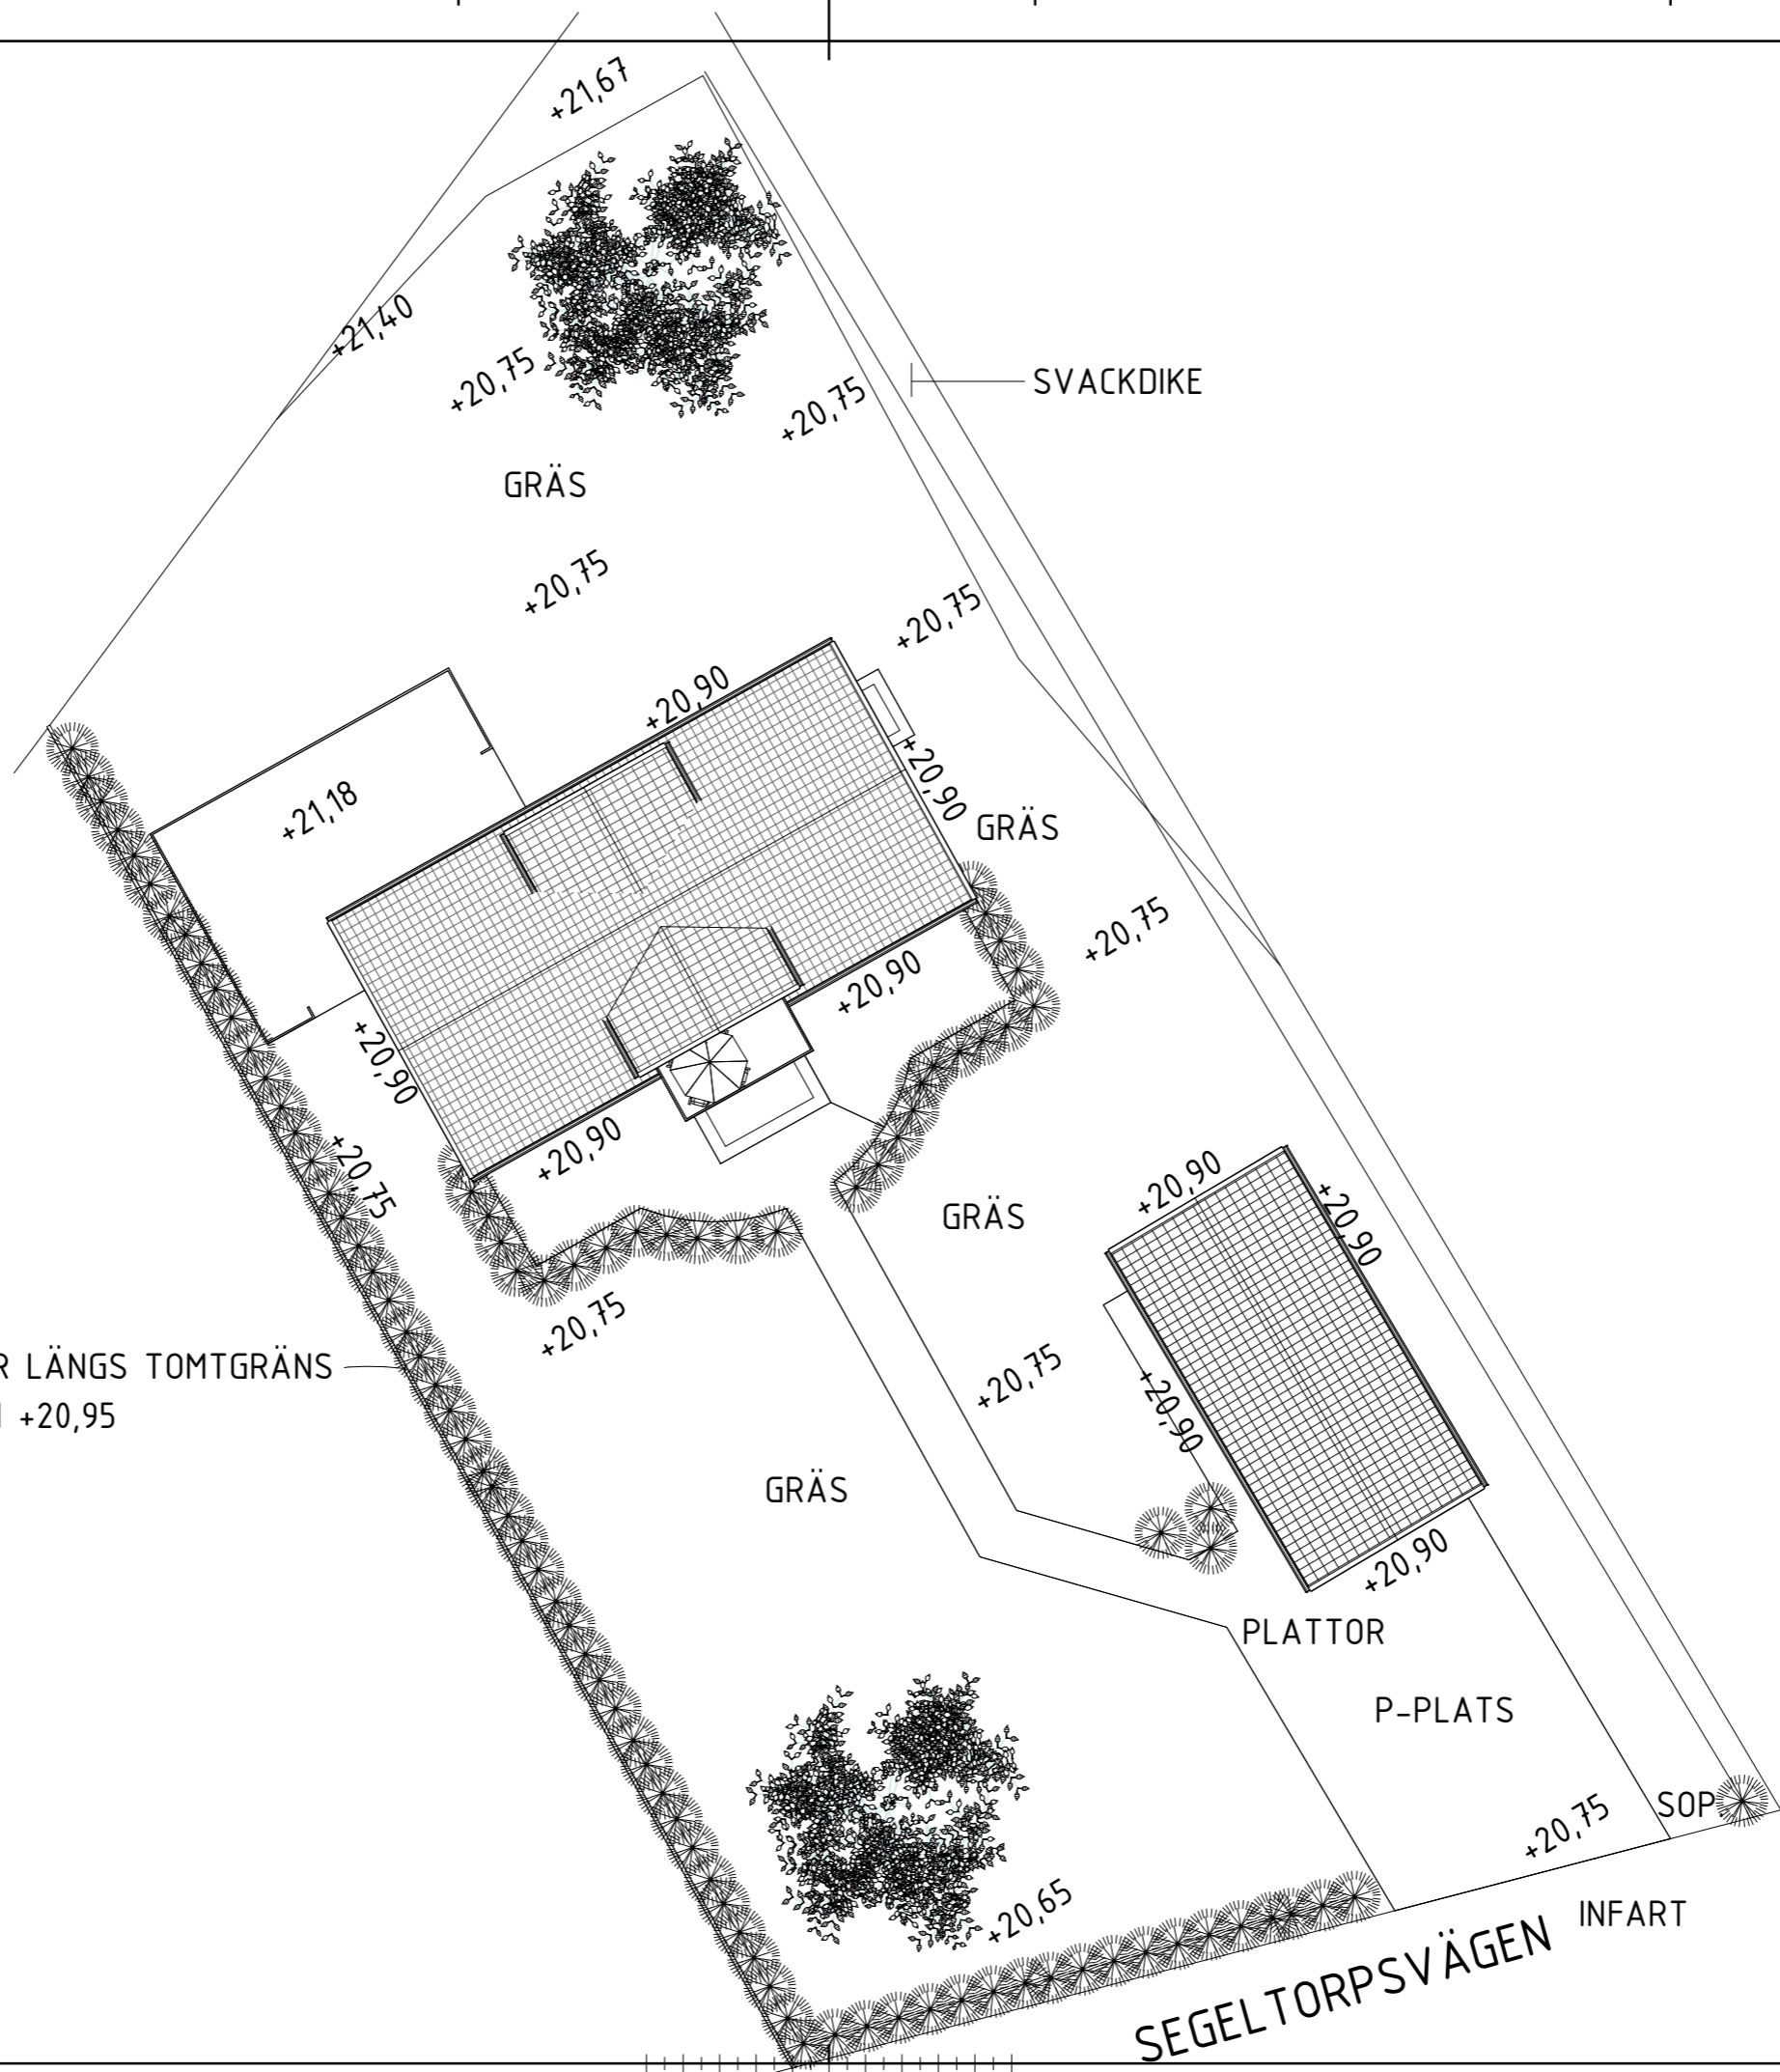 +21,67
+21,40
+20,75
+20,75
SVACKDIKE
GRÄS
+20,75
+20,75
+20,90
+20,90
+21,18
GRÄS
+20,75
+20,90
+20,90
+20,75
+20,90
+20,90
+20,90
GRÄS
+20,75
LÄNGS TOMTGRÄNS
+20,95
+20,75
+20,90
GRÄS
+20,90
PLATTOR
P-PLATS
SOP
+20,75
+20,65
INFART
SEGELTORPSVÄGEN